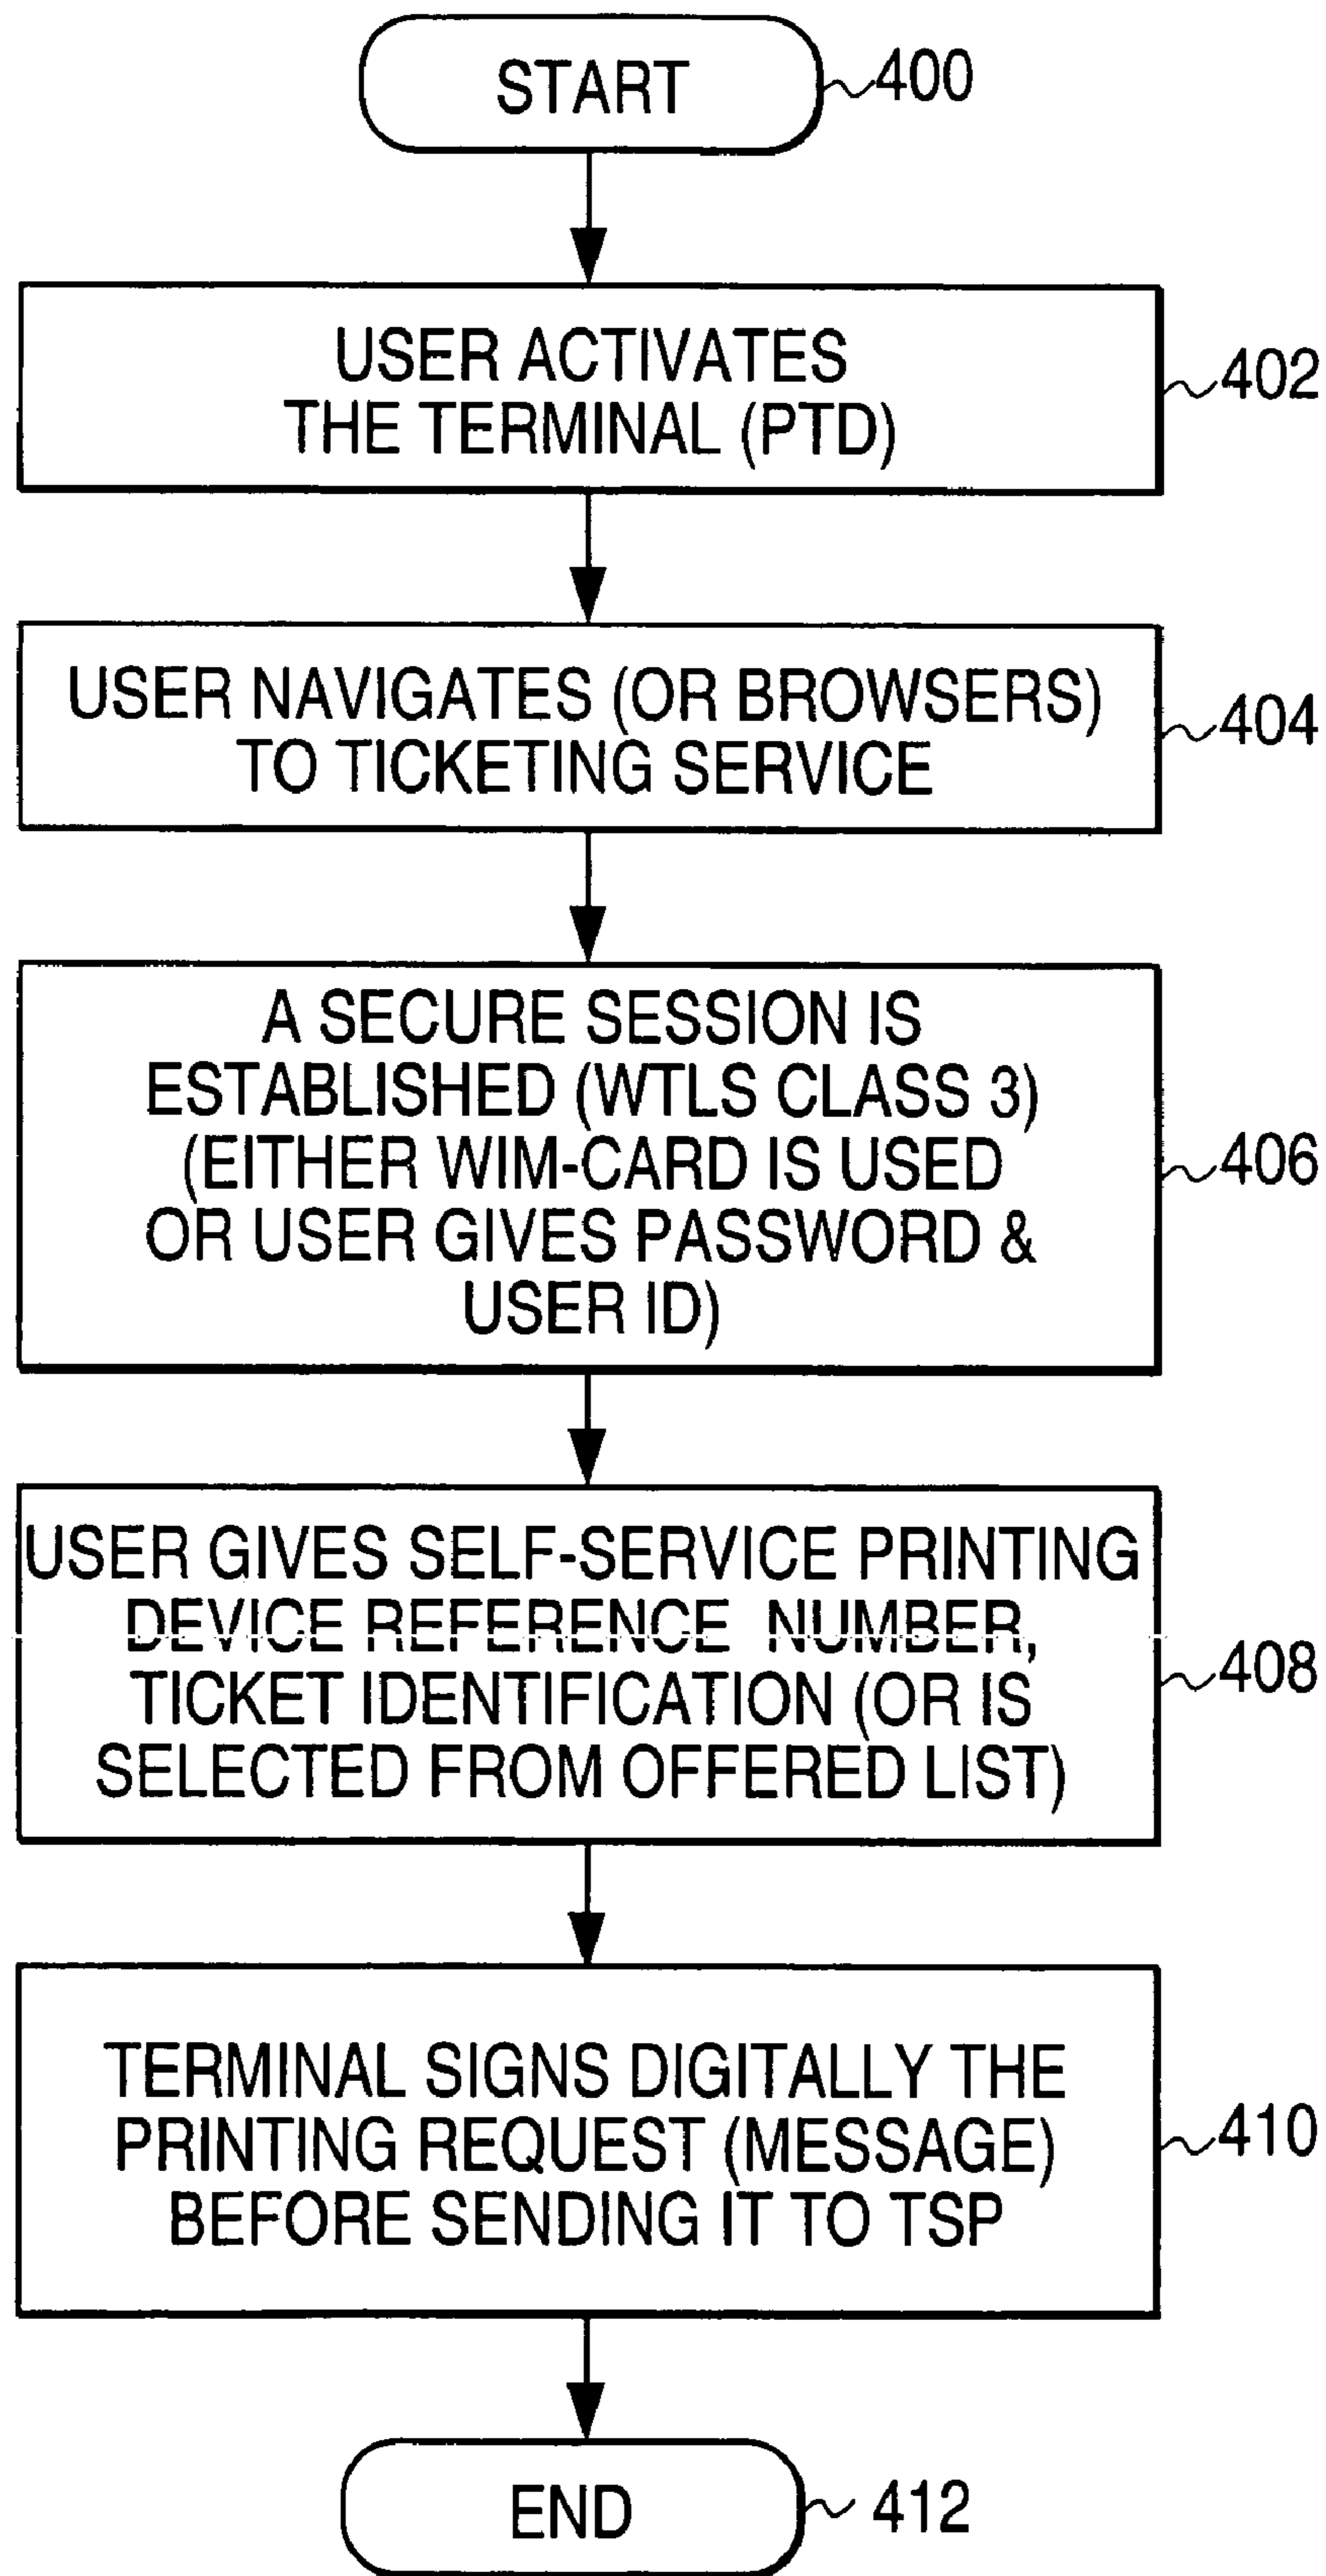 START
400
USER ACTIVATES
THE TERMINAL (PTD)
402
USER NAVIGATES (OR BROWSERS)
TO TICKETING SERVICE
404
A SECURE SESSION IS
ESTABLISHED (WTLS CLASS 3)
(EITHER WIM-CARD IS USED
OR USER GIVES PASSWORD &
USER ID)
406
USER GIVES SELF-SERVICE PRINTING
DEVICE REFERENCE NUMBER,
TICKET IDENTIFICATION (OR IS
SELECTED FROM OFFERED LIST)
408
TERMINAL SIGNS DIGITALLY THE
PRINTING REQUEST (MESSAGE)
BEFORE SENDING IT TO TSP
410
END
412